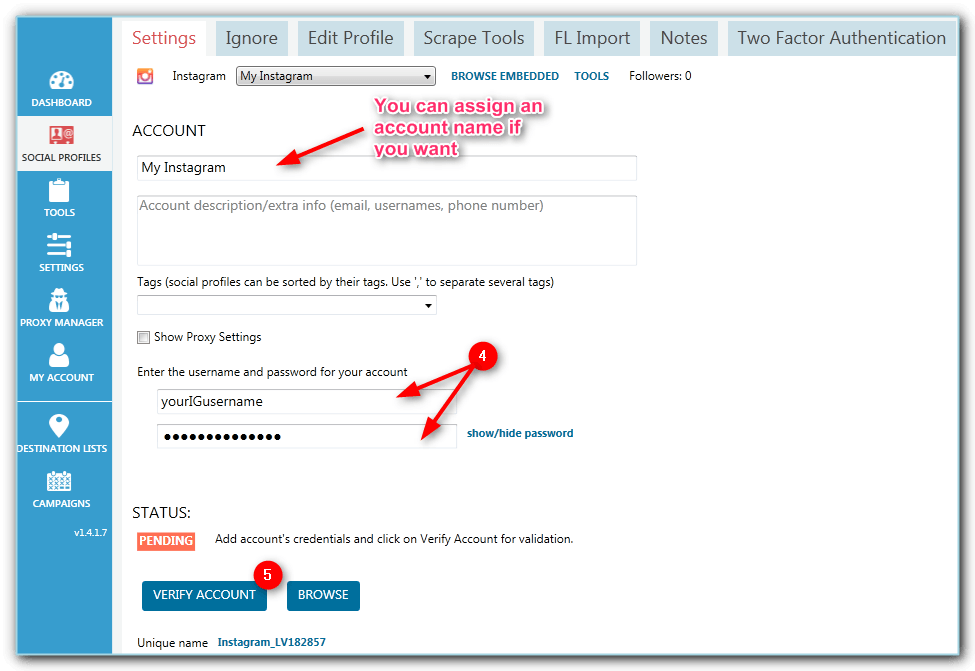 Settings
Ignore
Edit Profile
Scrape Tools
FL Import
Notes
Two Factor Authentication
DASHBOARD
SOCIAL PROFILES
TOOLS
SETTINGS
PROXY MANAGER
MY ACCOUNT
DESTINATION LISTS
CAMPAIGNS
v1.4.1.7
Instagram
My Instagram
BROWSE EMBEDDED
TOOLS
Followers: 0
You can assign an
account name if
you want
ACCOUNT
My Instagram
Account description/extra info (email, usernames, phone number)
Tags (social profiles can be sorted by their tags. Use ',' to separate several tags)
Show Proxy Settings
4
Enter the username and password for your account
yourIGusername
●●●●●●●●●●●●●●
show/hide password
STATUS:
PENDING
Add account's credentials and click on Verify Account for validation.
5
VERIFY ACCOUNT
BROWSE
Unique name
Instagram_LV182857